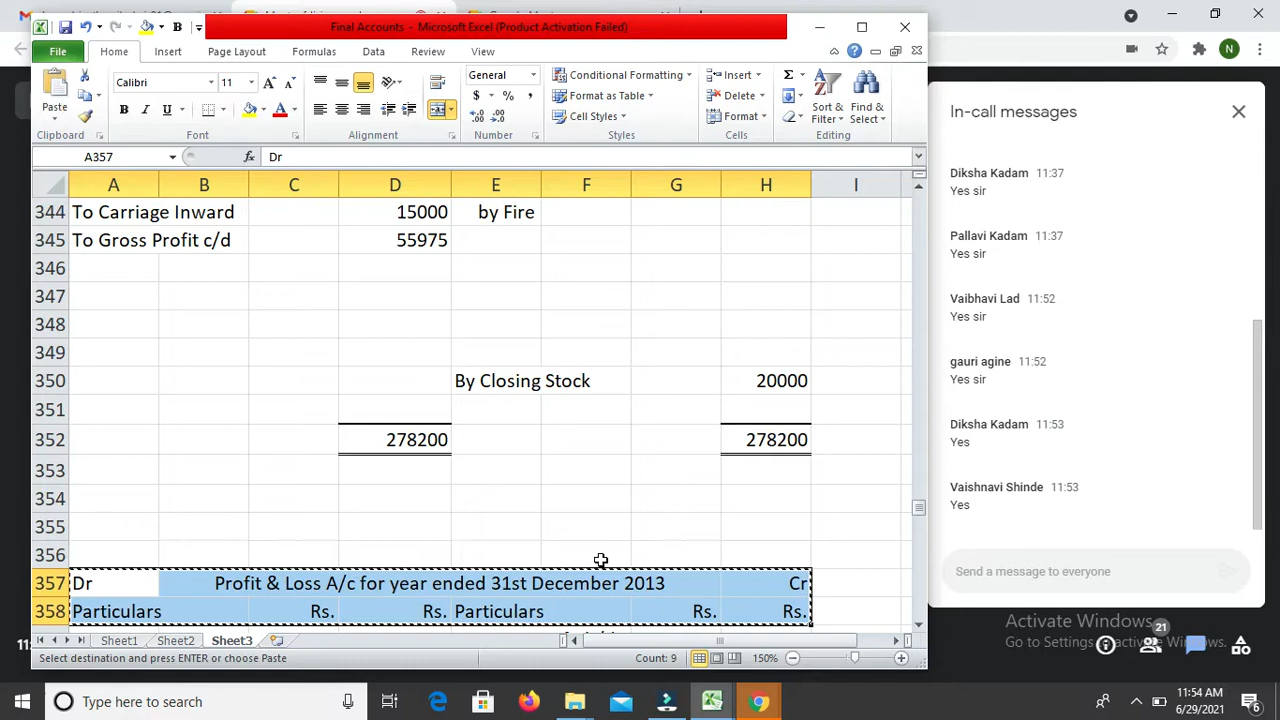 Final Accounts - Microsoft Excel (Product Activation Failed)
File Home Insert Page Layout Formulas Data Review View
Paste
Clipboard
Calibri 11
B I U
Font
Alignment
General
$ % ,
Number
Conditional Formatting
Format as Table
Cell Styles
Styles
Insert
Delete
Format
Cells
Sort & Filter
Find & Select
Editing
A357 fx Dr
A B C D E F G H I
344 To Carriage Inward 15000 by Fire
345 To Gross Profit c/d 55975
346
347
348
349
350 By Closing Stock 20000
351
352 278200 278200
353
354
355
356
357 Dr Profit & Loss A/c for year ended 31st December 2013 Cr
358 Particulars Rs. Rs. Particulars Rs. Rs.
Sheet1 Sheet2 Sheet3
Select destination and press ENTER or choose Paste Count: 9 150%
N
In-call messages
Diksha Kadam 11:37
Yes sir
Pallavi Kadam 11:37
Yes sir
Vaibhavi Lad 11:52
Yes sir
gauri agine 11:52
Yes sir
Diksha Kadam 11:53
Yes
Vaishnavi Shinde 11:53
Yes
Send a message to everyone
Activate Windows
Go to Settings to activate Windows.
21
Type here to search
11:54 AM
6/29/2021
6